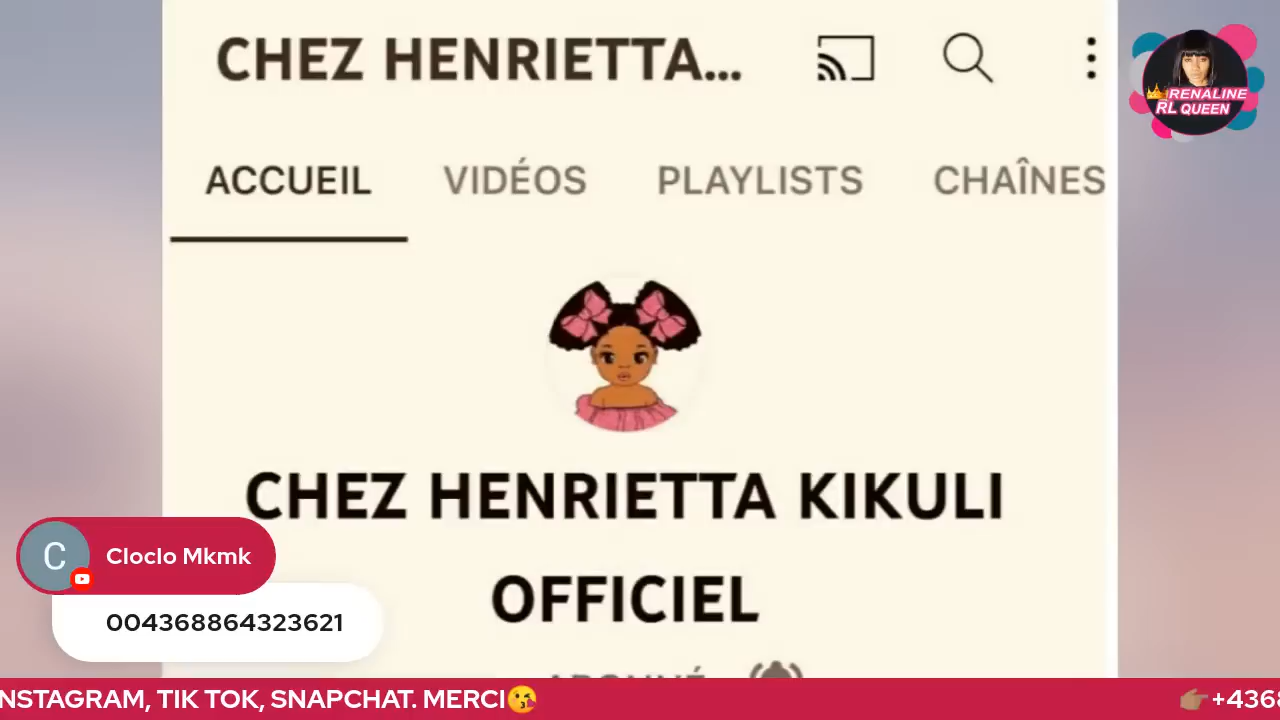 CHEZ HENRIETTA...
RENALINE
RL QUEEN
ACCUEIL VIDÉOS PLAYLISTS CHAÎNES
CHEZ HENRIETTA KIKULI
OFFICIEL
C Cloclo Mkmk
004368864323621
ABONNÉ
NSTAGRAM, TIK TOK, SNAPCHAT. MERCI😘 👉🏽+4368